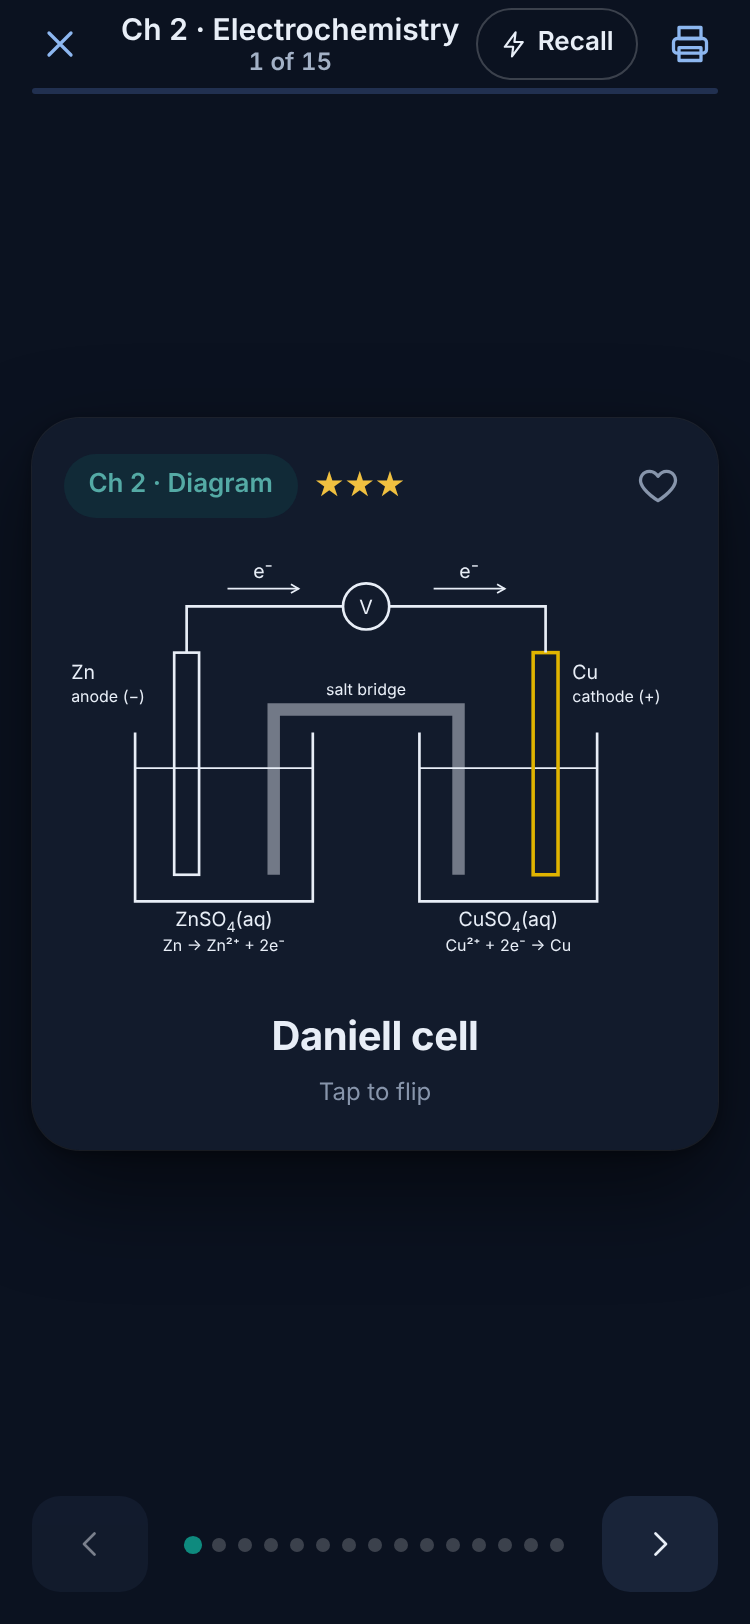 Ch 2 · Electrochemistry
1 of 15
Recall
Ch 2 · Diagram
★★★
e⁻ e⁻
V
Zn
anode (−)
Cu
cathode (+)
salt bridge
ZnSO₄(aq)
Zn → Zn²⁺ + 2e⁻
CuSO₄(aq)
Cu²⁺ + 2e⁻ → Cu
Daniell cell
Tap to flip